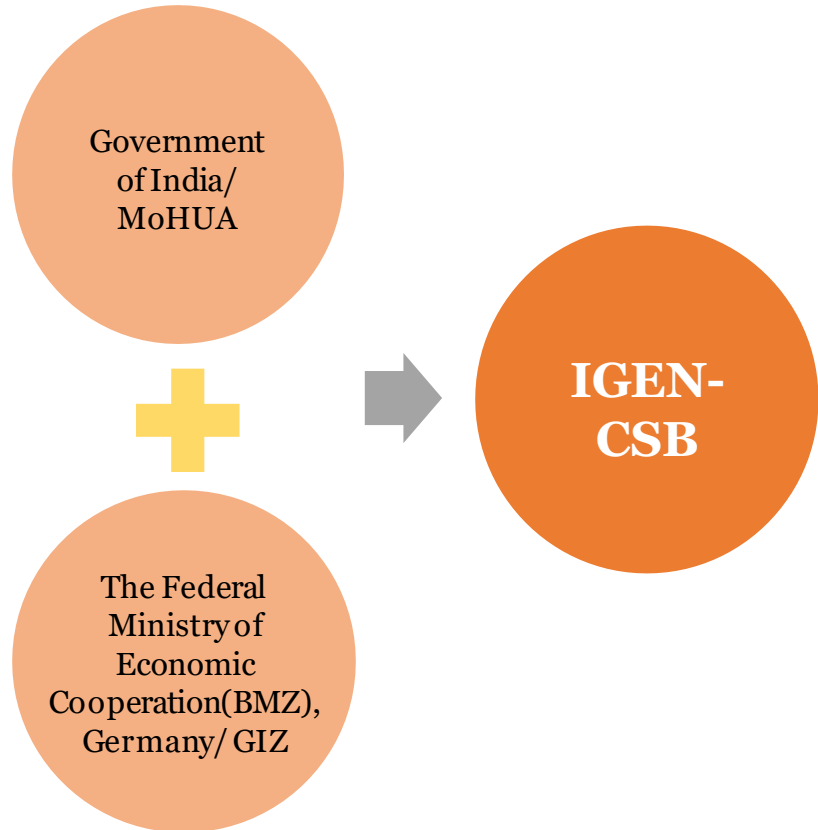 Government
of India/
MoHUA
IGEN-
CSB
The Federal
Ministry of
Economic
Cooperation(BMZ),
Germany/ GIZ